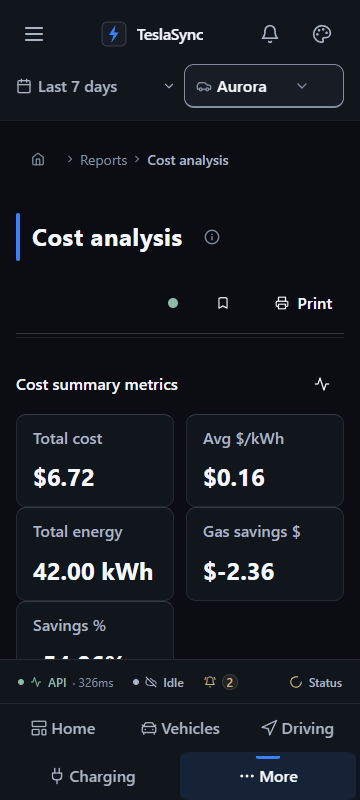 TeslaSync
Last 7 days
Aurora
Reports
Cost analysis
Cost analysis
Print
Cost summary metrics
Total cost
$6.72
Avg $/kWh
$0.16
Total energy
42.00 kWh
Gas savings $
$-2.36
Savings %
API · 326ms
Idle
2
Status
Home
Vehicles
Driving
Charging
More